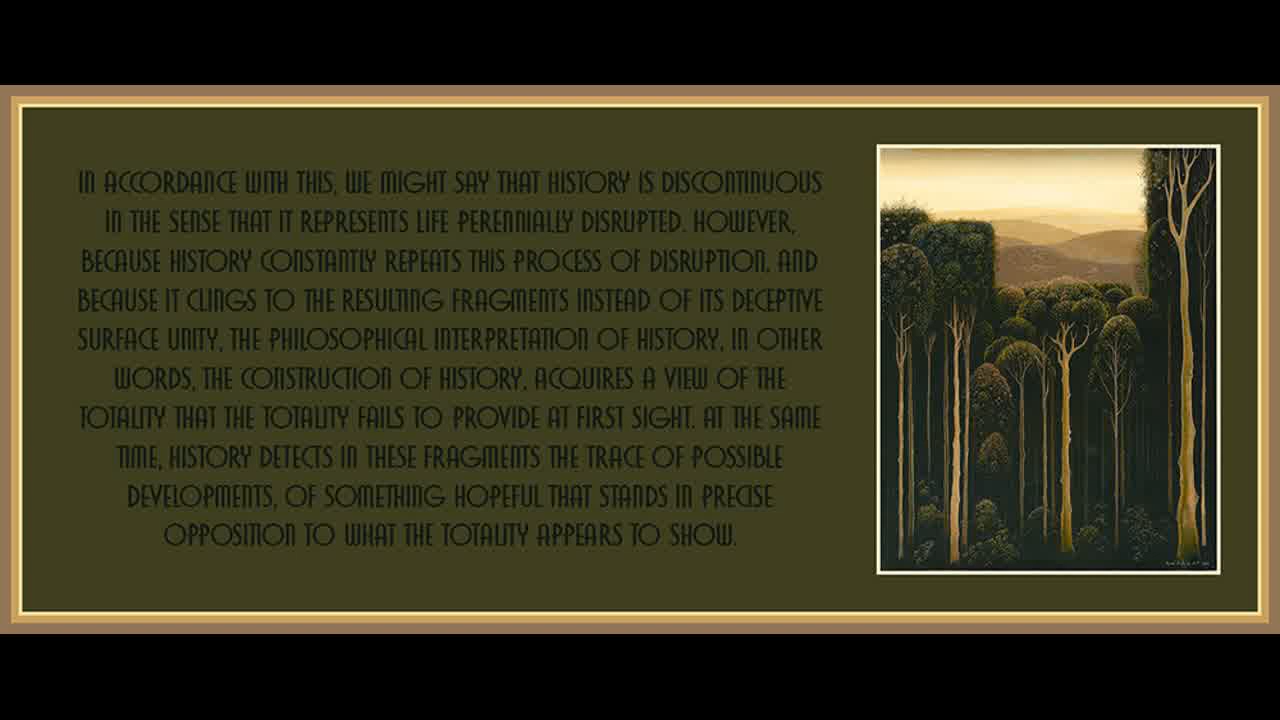 IN ACCORDANCE WITH THIS, WE MIGHT SAY THAT HISTORY IS DISCONTINUOUS
IN THE SENSE THAT IT REPRESENTS LIFE PERENNIALLY DISRUPTED. HOWEVER,
BECAUSE HISTORY CONSTANTLY REPEATS THIS PROCESS OF DISRUPTION, AND
BECAUSE IT CLINGS TO THE RESULTING FRAGMENTS INSTEAD OF ITS DECEPTIVE
SURFACE UNITY, THE PHILOSOPHICAL INTERPRETATION OF HISTORY, IN OTHER
WORDS, THE CONSTRUCTION OF HISTORY, ACQUIRES A VIEW OF THE
TOTALITY THAT THE TOTALITY FAILS TO PROVIDE AT FIRST SIGHT. AT THE SAME
TIME, HISTORY DETECTS IN THESE FRAGMENTS THE TRACE OF POSSIBLE
DEVELOPMENTS, OF SOMETHING HOPEFUL THAT STANDS IN PRECISE
OPPOSITION TO WHAT THE TOTALITY APPEARS TO SHOW.